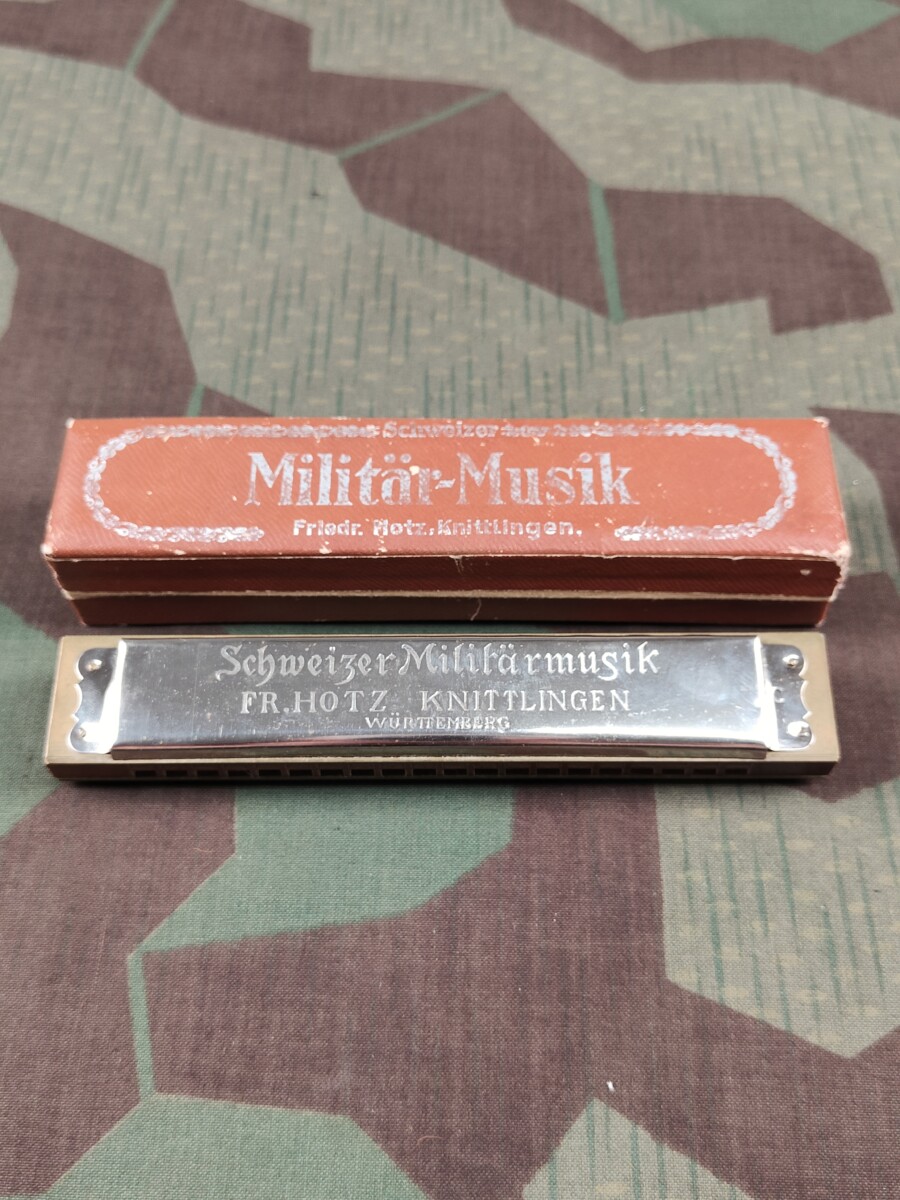 Schweizer
Militär-Musik
Friedr. Hotz, Knittlingen.
Schweizer Militärmusik
FR. HOTZ KNITTLINGEN
WÜRTTEMBERG